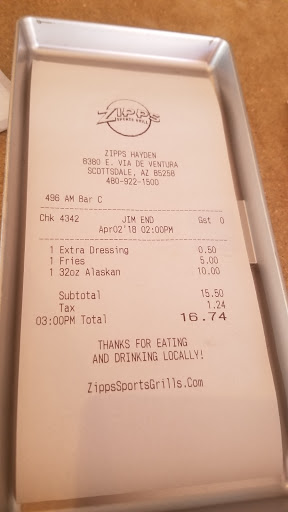 ZIPPS
SPORTS GRILL
ZIPPS HAYDEN
8380 E. VIA DE VENTURA
SCOTTSDALE, AZ 85258
480-922-1500
496 AM Bar C
Chk 4342 JIM END Gst 0
Apr02'18 02:00PM
1 Extra Dressing 0.50
1 Fries 5.00
1 32oz Alaskan 10.00
Subtotal 15.50
Tax 1.24
03:00PM Total 16.74
THANKS FOR EATING
AND DRINKING LOCALLY!
ZippsSportsGrills.Com